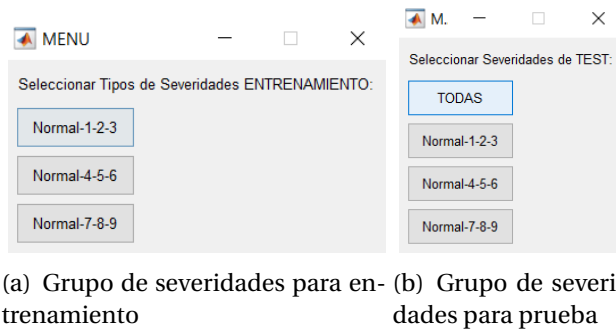 MENU
Seleccionar Tipos de Severidades ENTRENAMIENTO:
Normal-1-2-3
Normal-4-5-6
Normal-7-8-9
(a) Grupo de severidades para en-
trenamiento
M.
Seleccionar Severidades de TEST:
TODAS
Normal-1-2-3
Normal-4-5-6
Normal-7-8-9
(b) Grupo de severi
dades para prueba